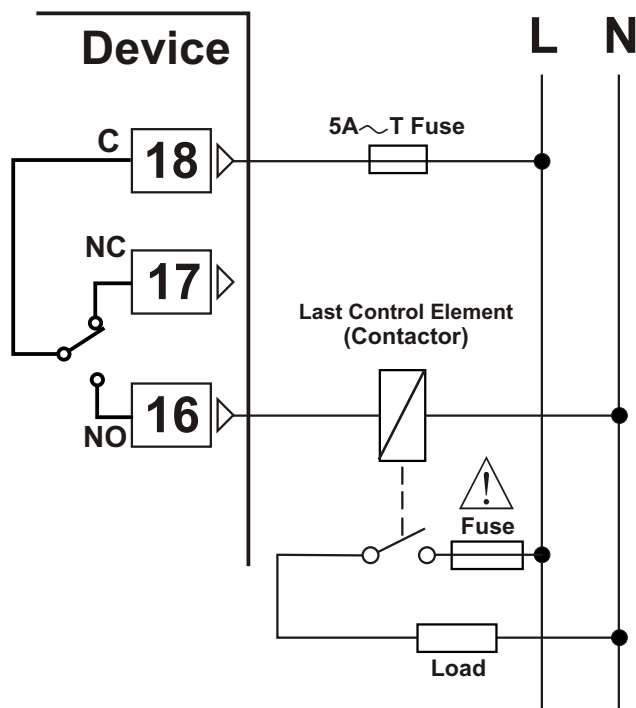 Device
L N
5A～T Fuse
C
18
NC
17
Last Control Element
(Contactor)
16
NO
Fuse
Load